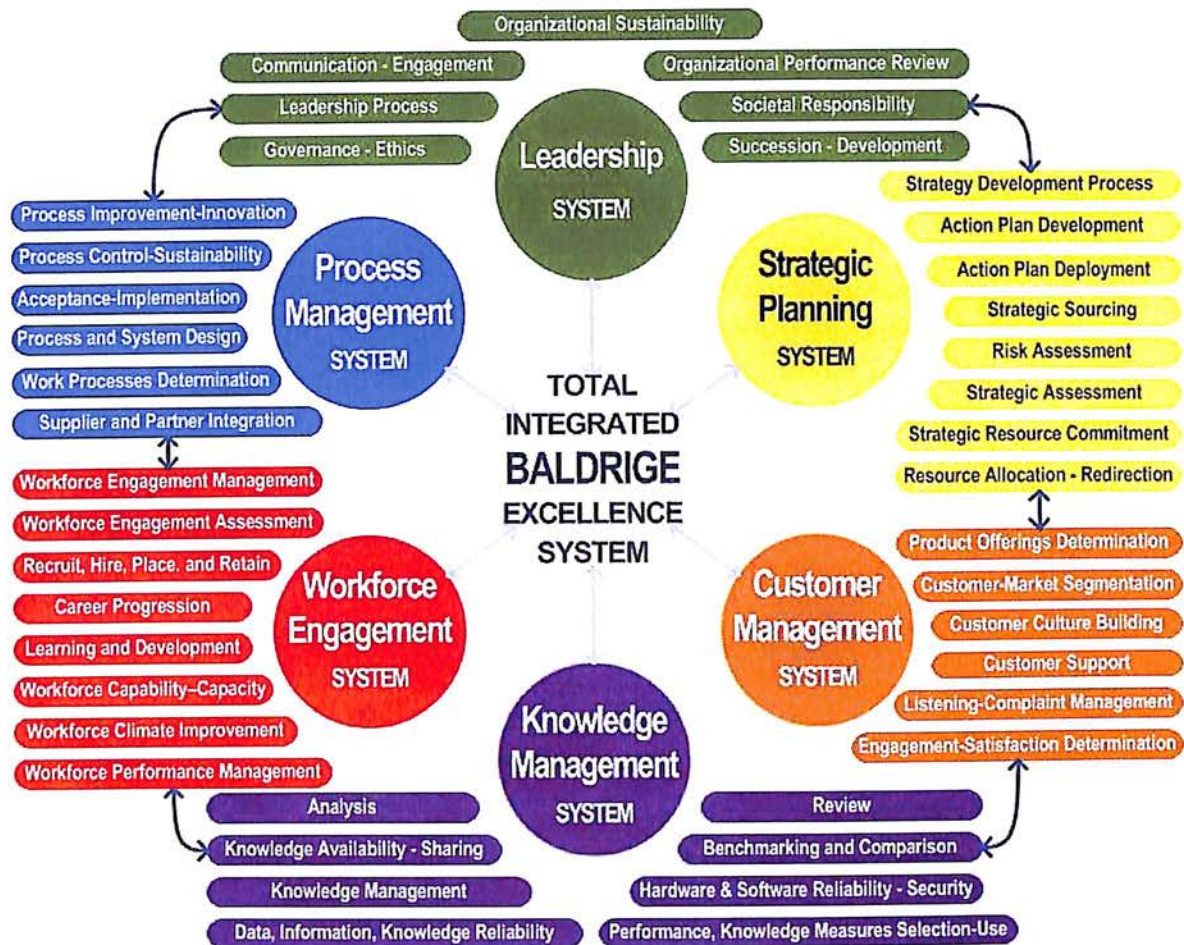 Organizational Sustainability
Communication - Engagement
Organizational Performance Review
Leadership Process
Societal Responsibility
Governance - Ethics
Succession - Development
Leadership
SYSTEM
Process Improvement-Innovation
Process Control-Sustainability
Acceptance-Implementation
Process and System Design
Work Processes Determination
Supplier and Partner Integration
Process
Management
SYSTEM
Strategic
Planning
SYSTEM
Strategy Development Process
Action Plan Development
Action Plan Deployment
Strategic Sourcing
Risk Assessment
Strategic Assessment
Strategic Resource Commitment
Resource Allocation - Redirection
TOTAL
INTEGRATED
BALDRIGE
EXCELLENCE
SYSTEM
Workforce Engagement Management
Workforce Engagement Assessment
Recruit, Hire, Place, and Retain
Career Progression
Learning and Development
Workforce Capability–Capacity
Workforce Climate Improvement
Workforce Performance Management
Workforce
Engagement
SYSTEM
Customer
Management
SYSTEM
Product Offerings Determination
Customer-Market Segmentation
Customer Culture Building
Customer Support
Listening-Complaint Management
Engagement-Satisfaction Determination
Knowledge
Management
SYSTEM
Analysis
Knowledge Availability - Sharing
Knowledge Management
Data, Information, Knowledge Reliability
Review
Benchmarking and Comparison
Hardware & Software Reliability - Security
Performance, Knowledge Measures Selection-Use